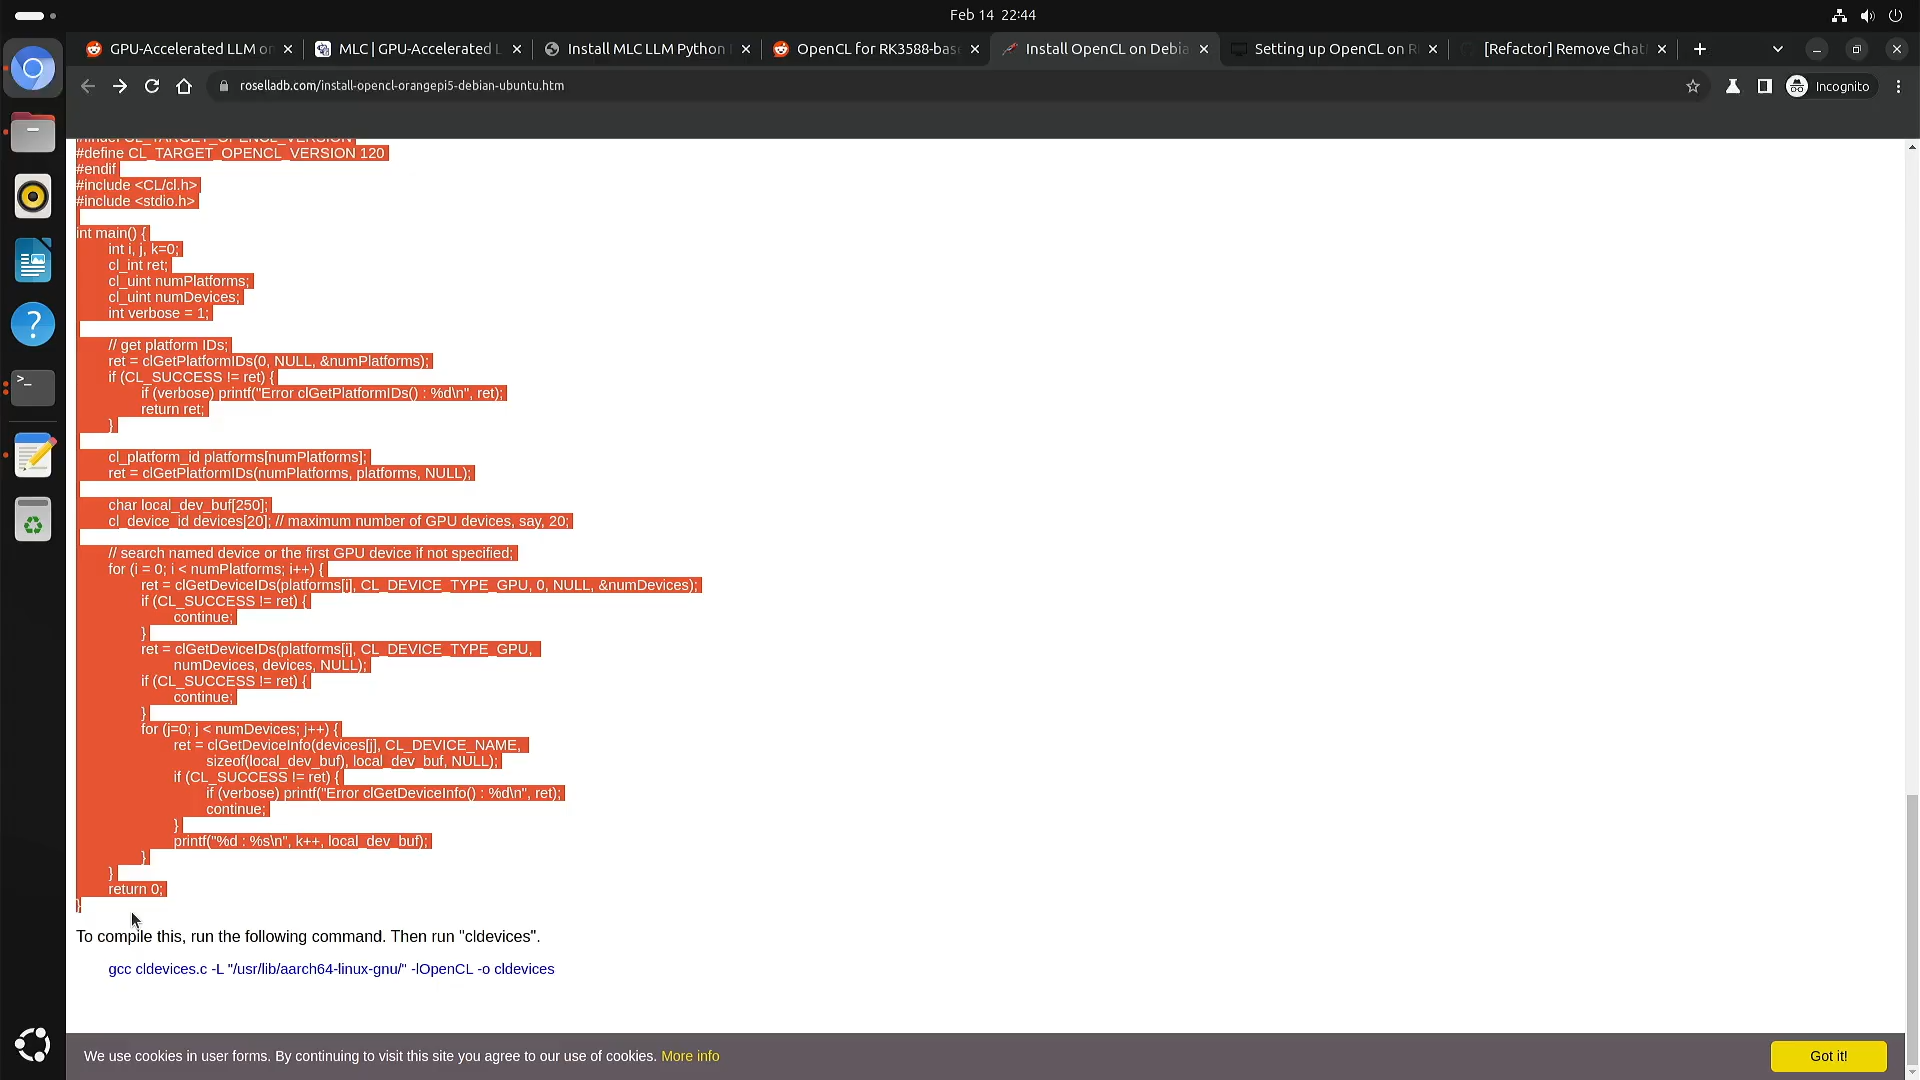 Feb 14 22:44
GPU-Accelerated LLM on
MLC | GPU-Accelerated L
Install MLC LLM Python
OpenCL for RK3588-base
Install OpenCL on Debia
Setting up OpenCL on R
[Refactor] Remove Chat
roselladb.com/install-opencl-orangepi5-debian-ubuntu.htm
Incognito
#define CL_TARGET_OPENCL_VERSION 120
#endif
#include <CL/cl.h>
#include <stdio.h>
int main() {
int i, j, k=0;
cl_int ret;
cl_uint numPlatforms;
cl_uint numDevices;
int verbose = 1;
// get platform IDs;
ret = clGetPlatformIDs(0, NULL, &numPlatforms);
if (CL_SUCCESS != ret) {
if (verbose) printf("Error clGetPlatformIDs() : %d\n", ret);
return ret;
}
cl_platform_id platforms[numPlatforms];
ret = clGetPlatformIDs(numPlatforms, platforms, NULL);
char local_dev_buf[250];
cl_device_id devices[20]; // maximum number of GPU devices, say, 20;
// search named device or the first GPU device if not specified;
for (i = 0; i < numPlatforms; i++) {
ret = clGetDeviceIDs(platforms[i], CL_DEVICE_TYPE_GPU, 0, NULL, &numDevices);
if (CL_SUCCESS != ret) {
continue;
}
ret = clGetDeviceIDs(platforms[i], CL_DEVICE_TYPE_GPU,
numDevices, devices, NULL);
if (CL_SUCCESS != ret) {
continue;
}
for (j=0; j < numDevices; j++) {
ret = clGetDeviceInfo(devices[j], CL_DEVICE_NAME,
sizeof(local_dev_buf), local_dev_buf, NULL);
if (CL_SUCCESS != ret) {
if (verbose) printf("Error clGetDeviceInfo() : %d\n", ret);
continue;
}
printf("%d : %s\n", k++, local_dev_buf);
}
}
return 0;
}
To compile this, run the following command. Then run "cldevices".
gcc cldevices.c -L "/usr/lib/aarch64-linux-gnu/" -lOpenCL -o cldevices
We use cookies in user forms. By continuing to visit this site you agree to our use of cookies. More info
Got it!